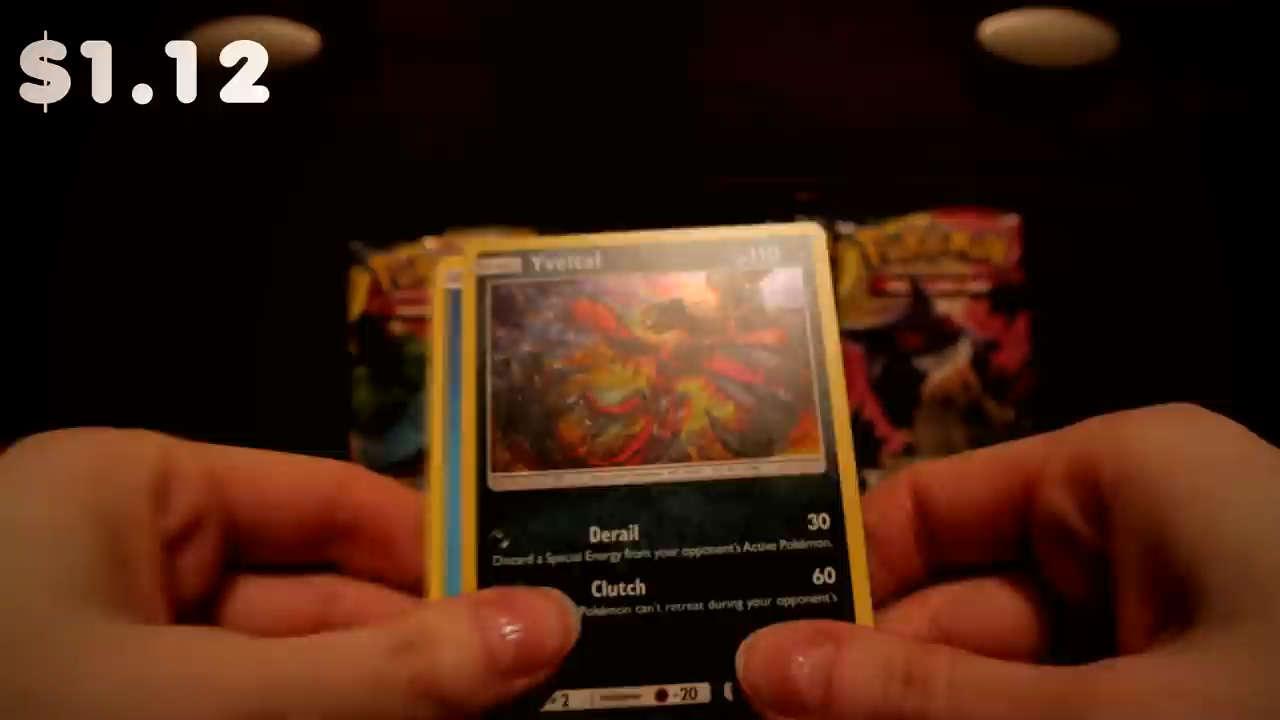 $1.12
POKéMON
Yveltal 110
Derail 30
Discard a Special Energy from your opponent's Active Pokémon.
Clutch 60
Pokémon can't retreat during your opponent's
×2 -20